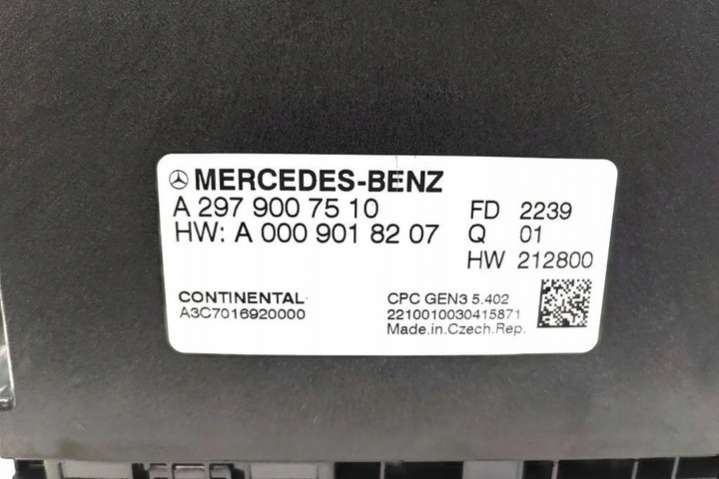 MERCEDES-BENZ
A 297 900 75 10
HW: A 000 901 82 07
FD 2239
Q 01
HW 212800
CONTINENTAL
A3C7016920000
CPC GEN3 5.402
2210010030415871
Made.in.Czech.Rep.